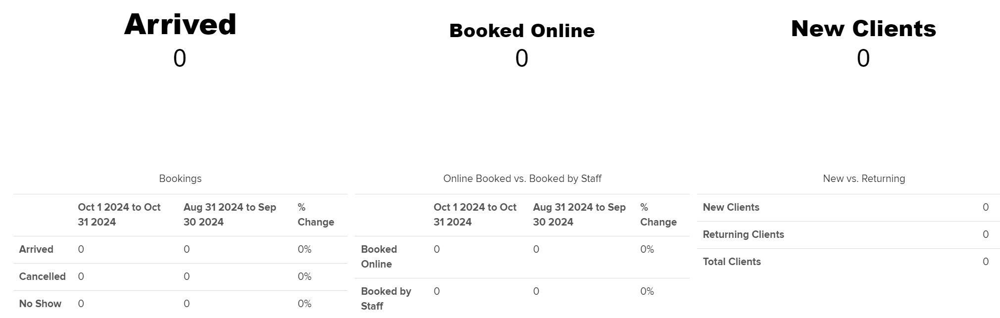 Arrived
0
Booked Online
0
New Clients
0
Bookings
Oct 1 2024 to Oct 31 2024 Aug 31 2024 to Sep 30 2024 % Change
Arrived 0 0 0%
Cancelled 0 0 0%
No Show 0 0 0%
Online Booked vs. Booked by Staff
Oct 1 2024 to Oct 31 2024 Aug 31 2024 to Sep 30 2024 % Change
Booked Online 0 0 0%
Booked by Staff 0 0 0%
New vs. Returning
New Clients 0
Returning Clients 0
Total Clients 0